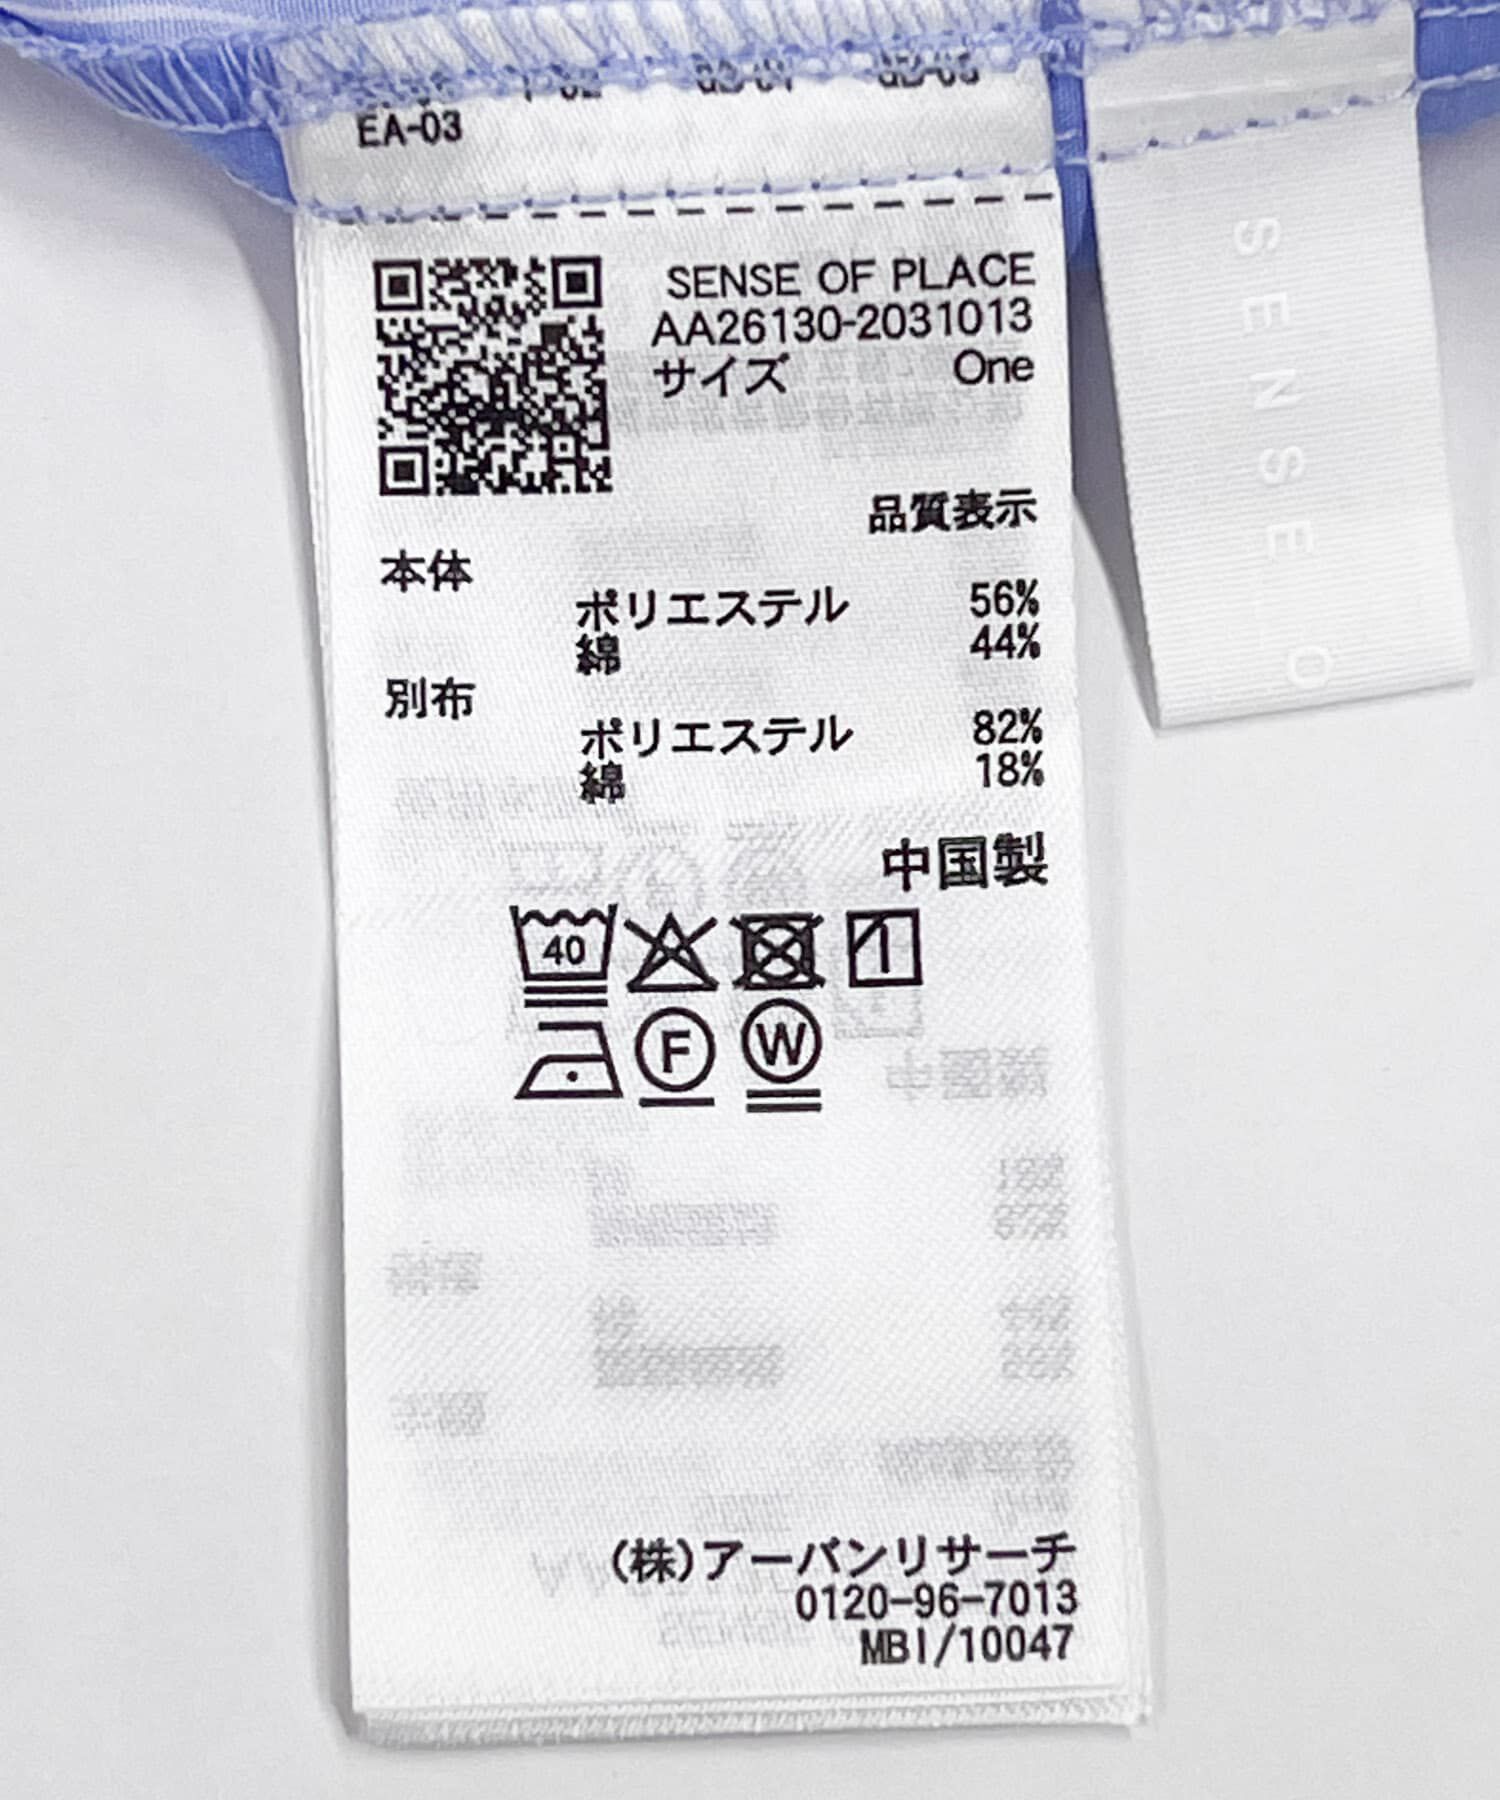 EA-03
SENSE OF PLACE
AA26130-2031013
サイズ One
品質表示
本体
ポリエステル 56%
綿 44%
別布
ポリエステル 82%
綿 18%
中国製
40
F W
(株)アーバンリサーチ
0120-96-7013
MBI/10047
SENSE O